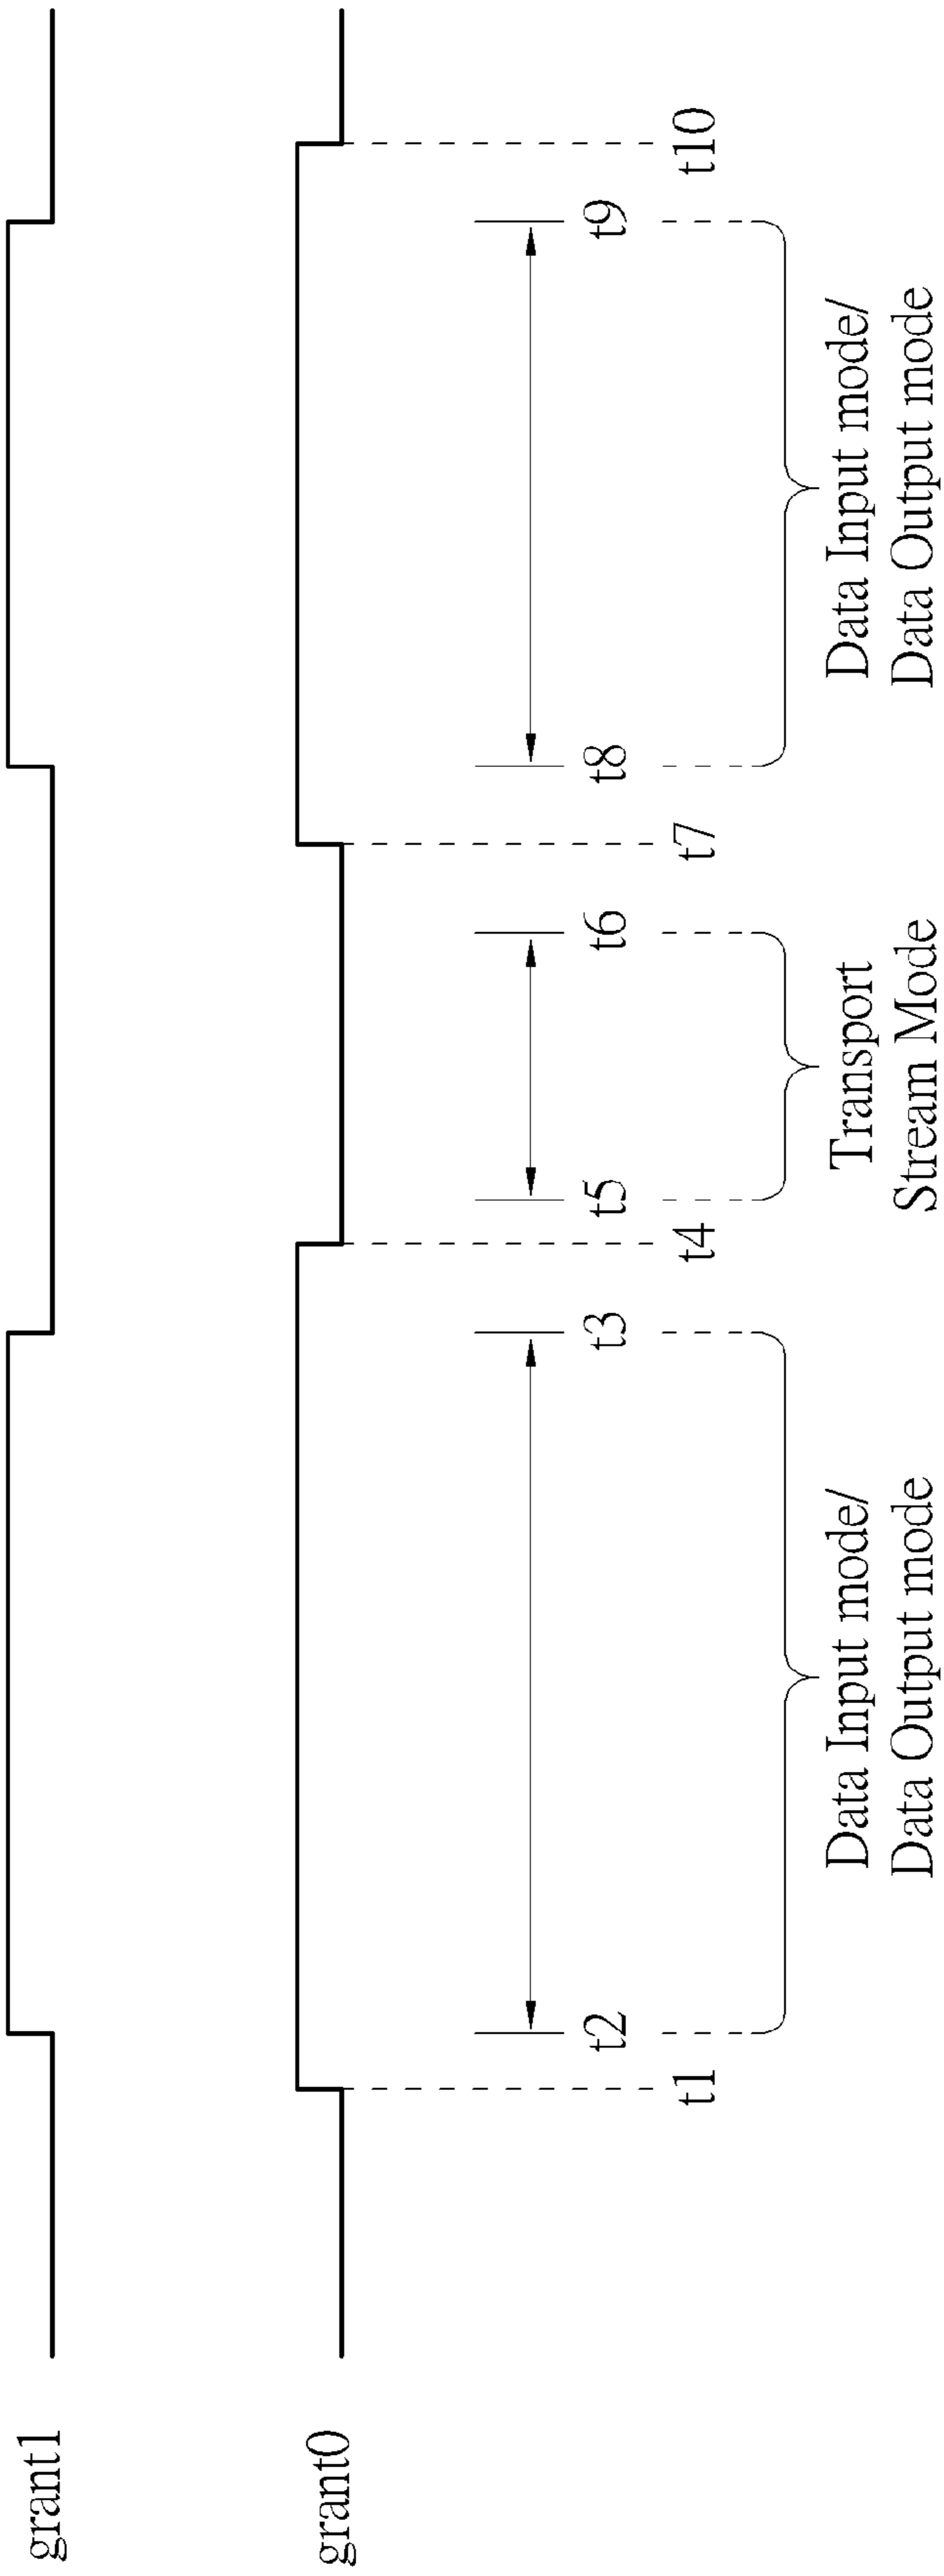 grant1
grant0
t1
t2
t3
t4
t5
t6
t7
t8
t9
t10
Data Input mode/
Data Output mode
Transport
Stream Mode
Data Input mode/
Data Output mode